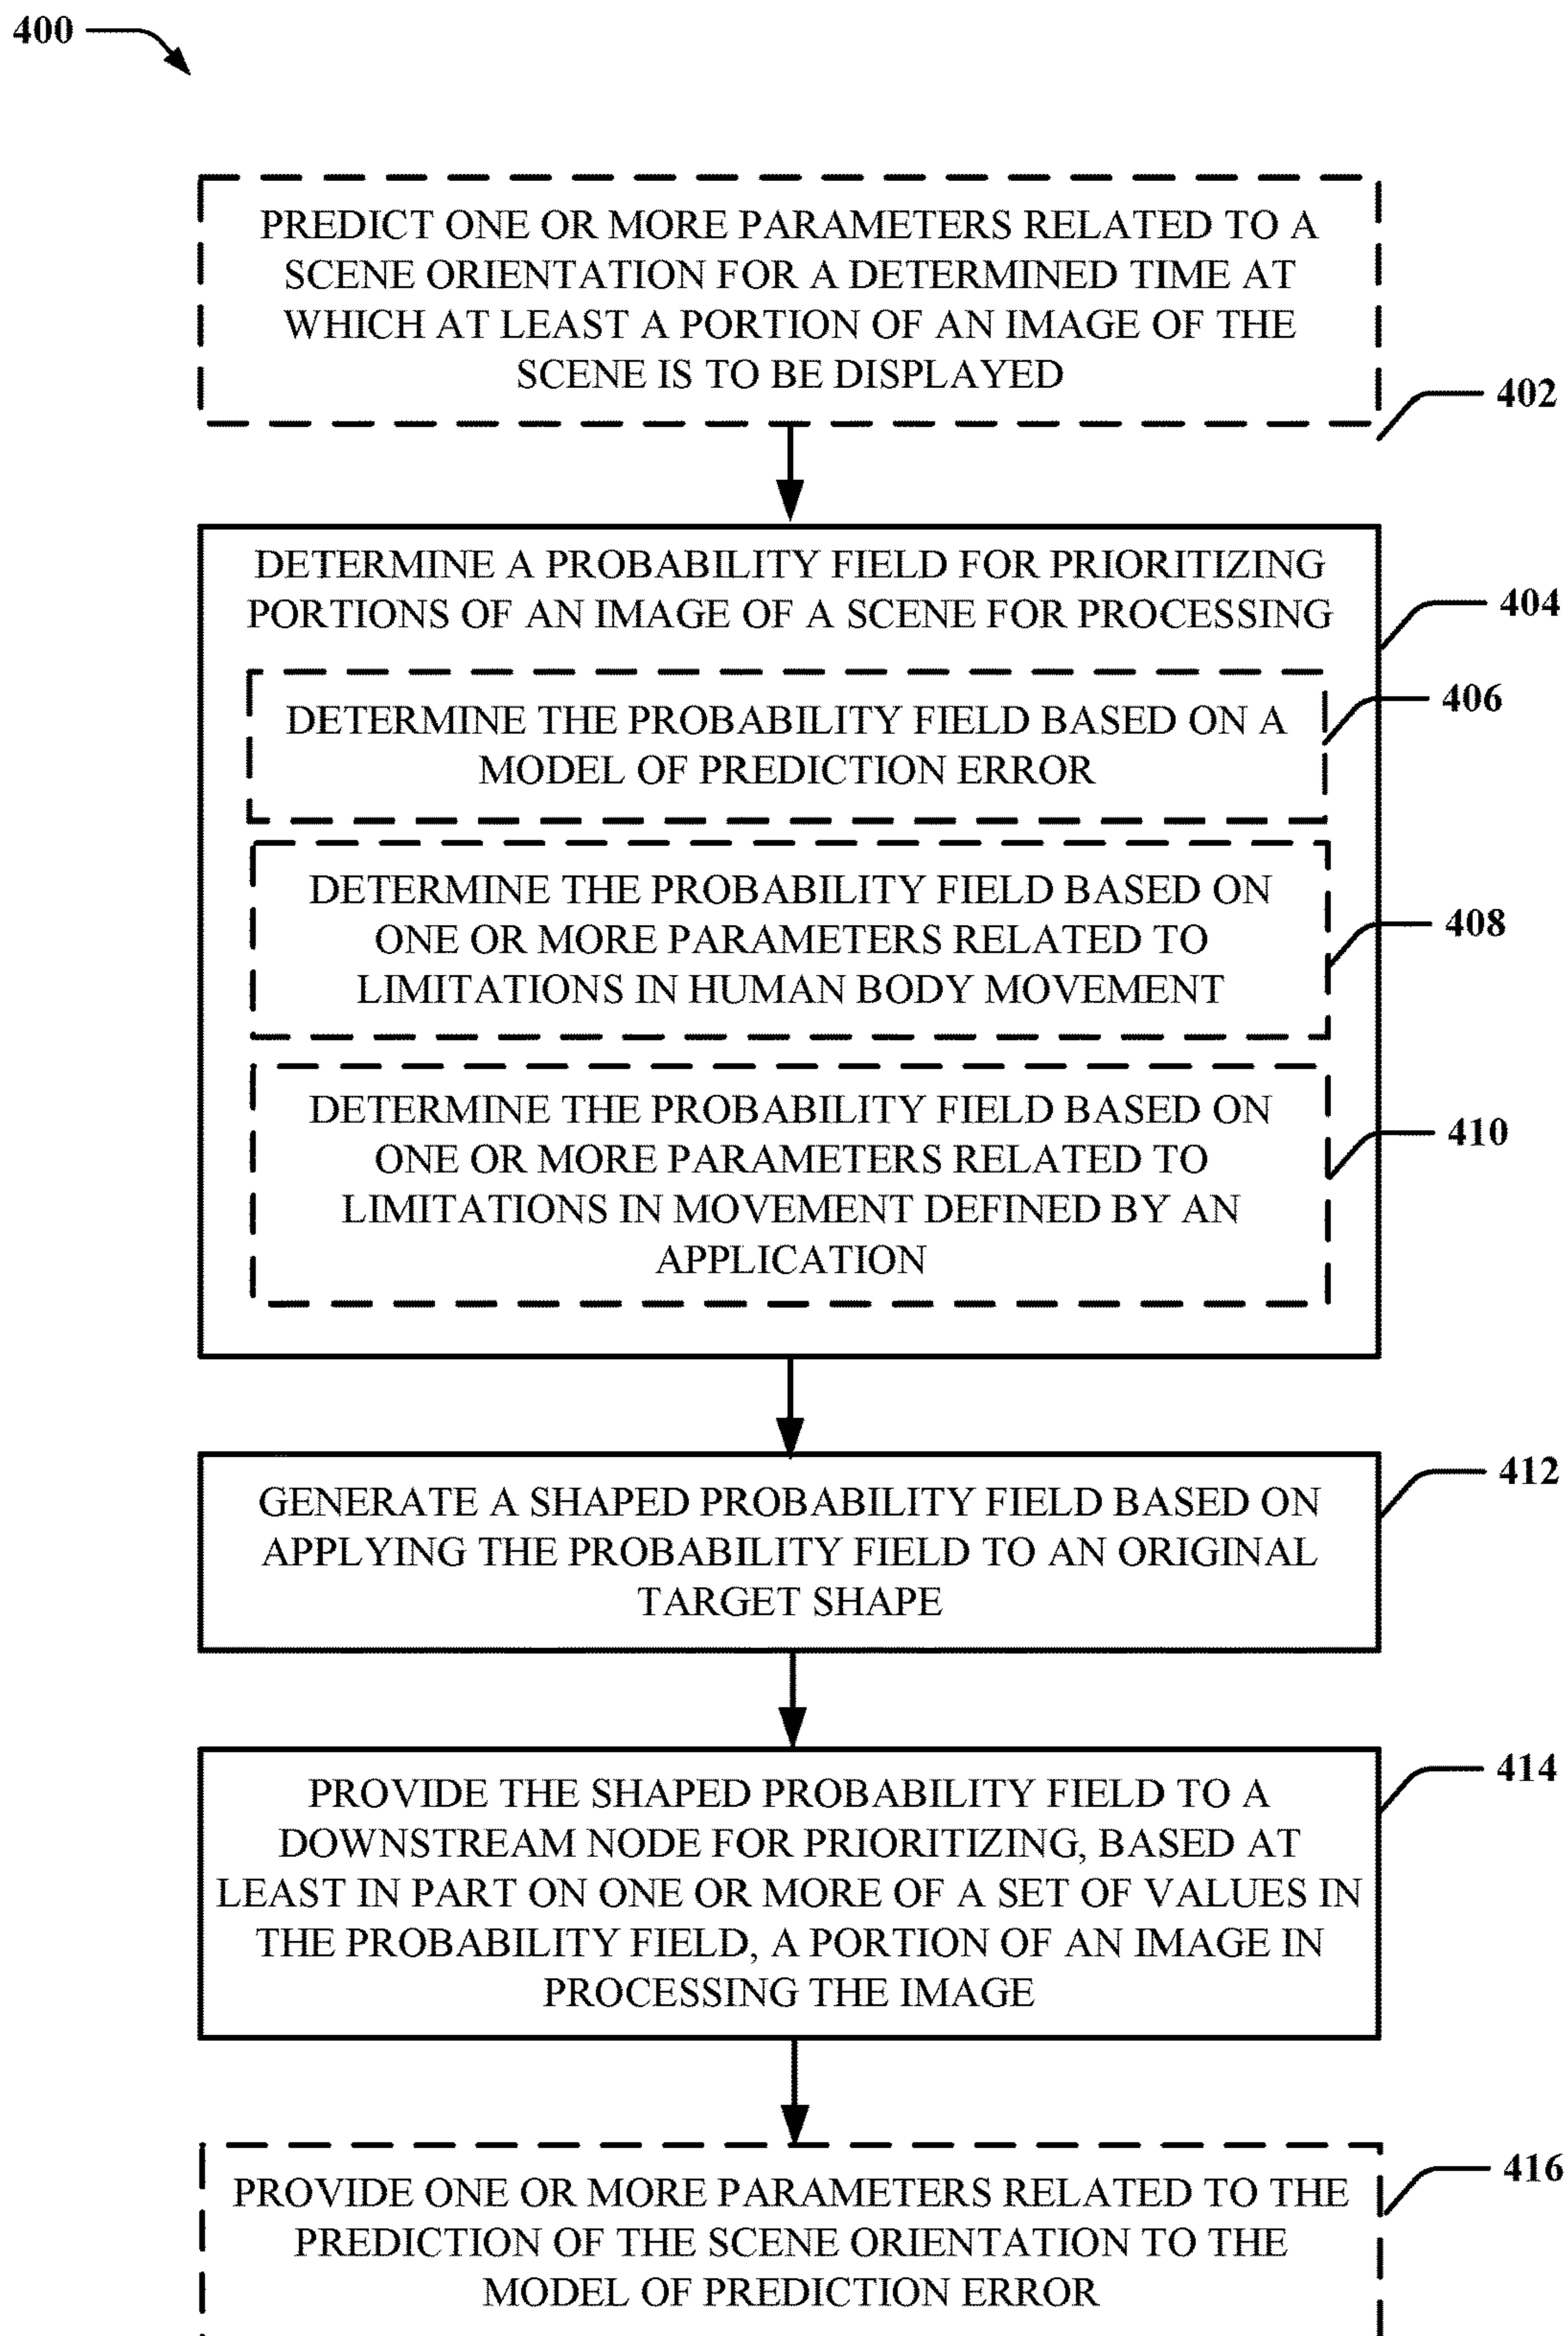 400
PREDICT ONE OR MORE PARAMETERS RELATED TO A
SCENE ORIENTATION FOR A DETERMINED TIME AT
WHICH AT LEAST A PORTION OF AN IMAGE OF THE
SCENE IS TO BE DISPLAYED
402
DETERMINE A PROBABILITY FIELD FOR PRIORITIZING
PORTIONS OF AN IMAGE OF A SCENE FOR PROCESSING
404
DETERMINE THE PROBABILITY FIELD BASED ON A
MODEL OF PREDICTION ERROR
406
DETERMINE THE PROBABILITY FIELD BASED ON
ONE OR MORE PARAMETERS RELATED TO
LIMITATIONS IN HUMAN BODY MOVEMENT
408
DETERMINE THE PROBABILITY FIELD BASED ON
ONE OR MORE PARAMETERS RELATED TO
LIMITATIONS IN MOVEMENT DEFINED BY AN
APPLICATION
410
GENERATE A SHAPED PROBABILITY FIELD BASED ON
APPLYING THE PROBABILITY FIELD TO AN ORIGINAL
TARGET SHAPE
412
PROVIDE THE SHAPED PROBABILITY FIELD TO A
DOWNSTREAM NODE FOR PRIORITIZING, BASED AT
LEAST IN PART ON ONE OR MORE OF A SET OF VALUES IN
THE PROBABILITY FIELD, A PORTION OF AN IMAGE IN
PROCESSING THE IMAGE
414
PROVIDE ONE OR MORE PARAMETERS RELATED TO THE
PREDICTION OF THE SCENE ORIENTATION TO THE
MODEL OF PREDICTION ERROR
416